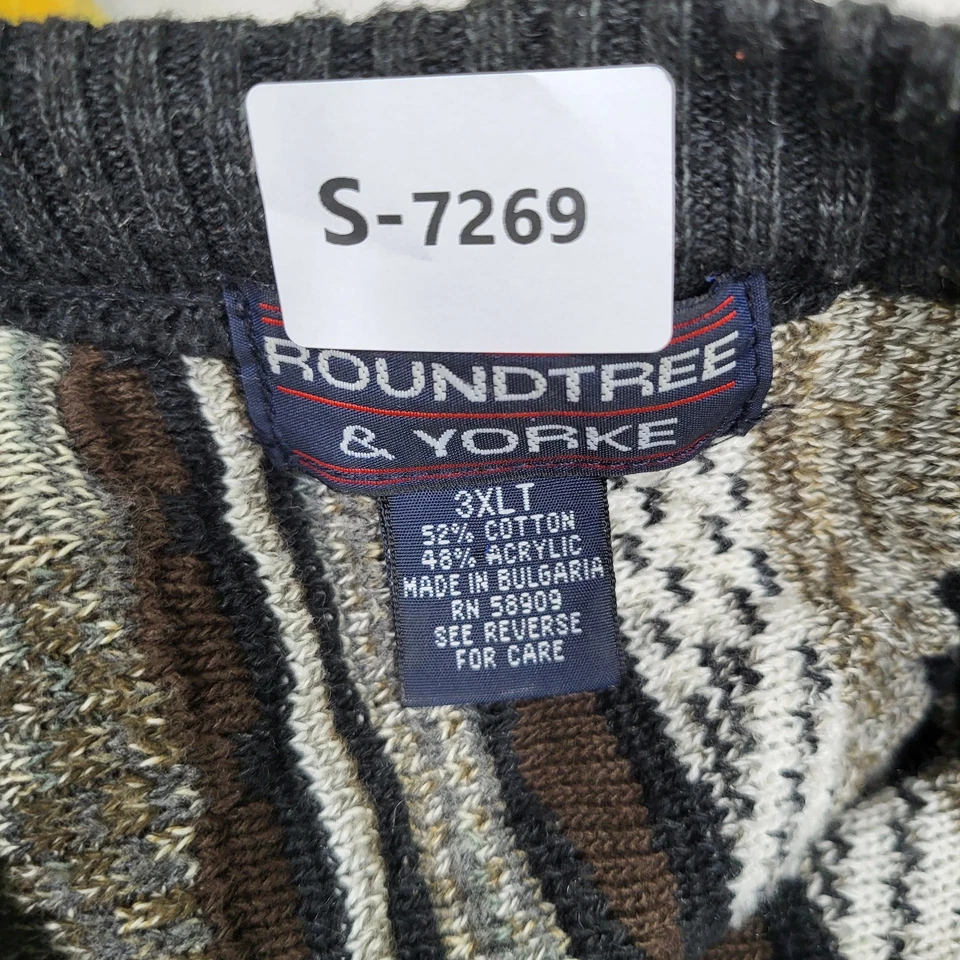 S-7269
ROUNDTREE
& YORKE
3XLT
52% COTTON
48% ACRYLIC
MADE IN BULGARIA
RN 58909
SEE REVERSE
FOR CARE